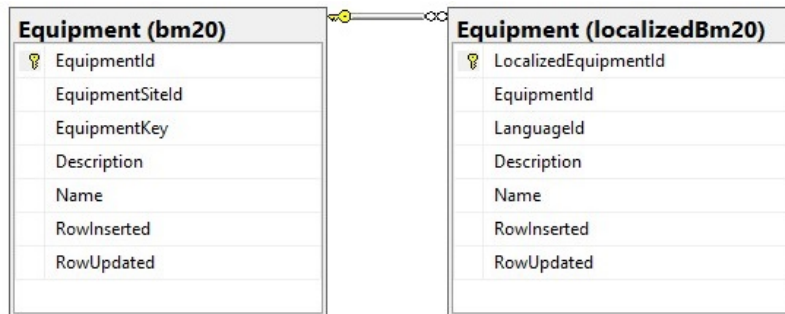 Equipment (bm20)
EquipmentId
EquipmentSiteId
EquipmentKey
Description
Name
RowInserted
RowUpdated
Equipment (localizedBm20)
LocalizedEquipmentId
EquipmentId
LanguageId
Description
Name
RowInserted
RowUpdated